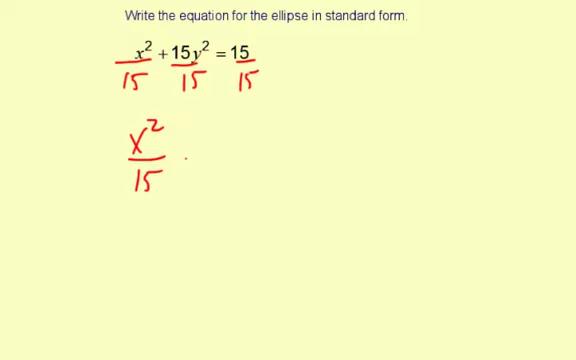 Write the equation for the ellipse in standard form.
x² + 15y² = 15
15 15 15
x²
15